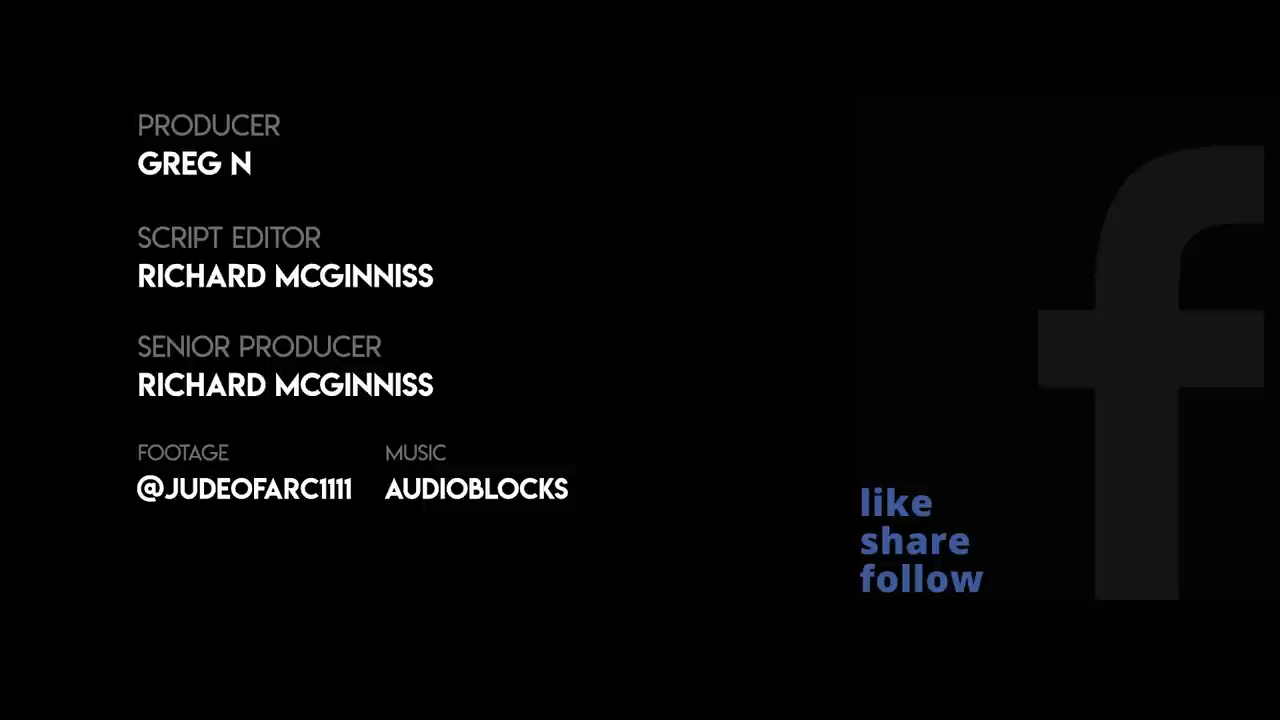 PRODUCER
GREG N
SCRIPT EDITOR
RICHARD MCGINNISS
SENIOR PRODUCER
RICHARD MCGINNISS
FOOTAGE
@JUDEOFARC1111
MUSIC
AUDIOBLOCKS
like
share
follow
f